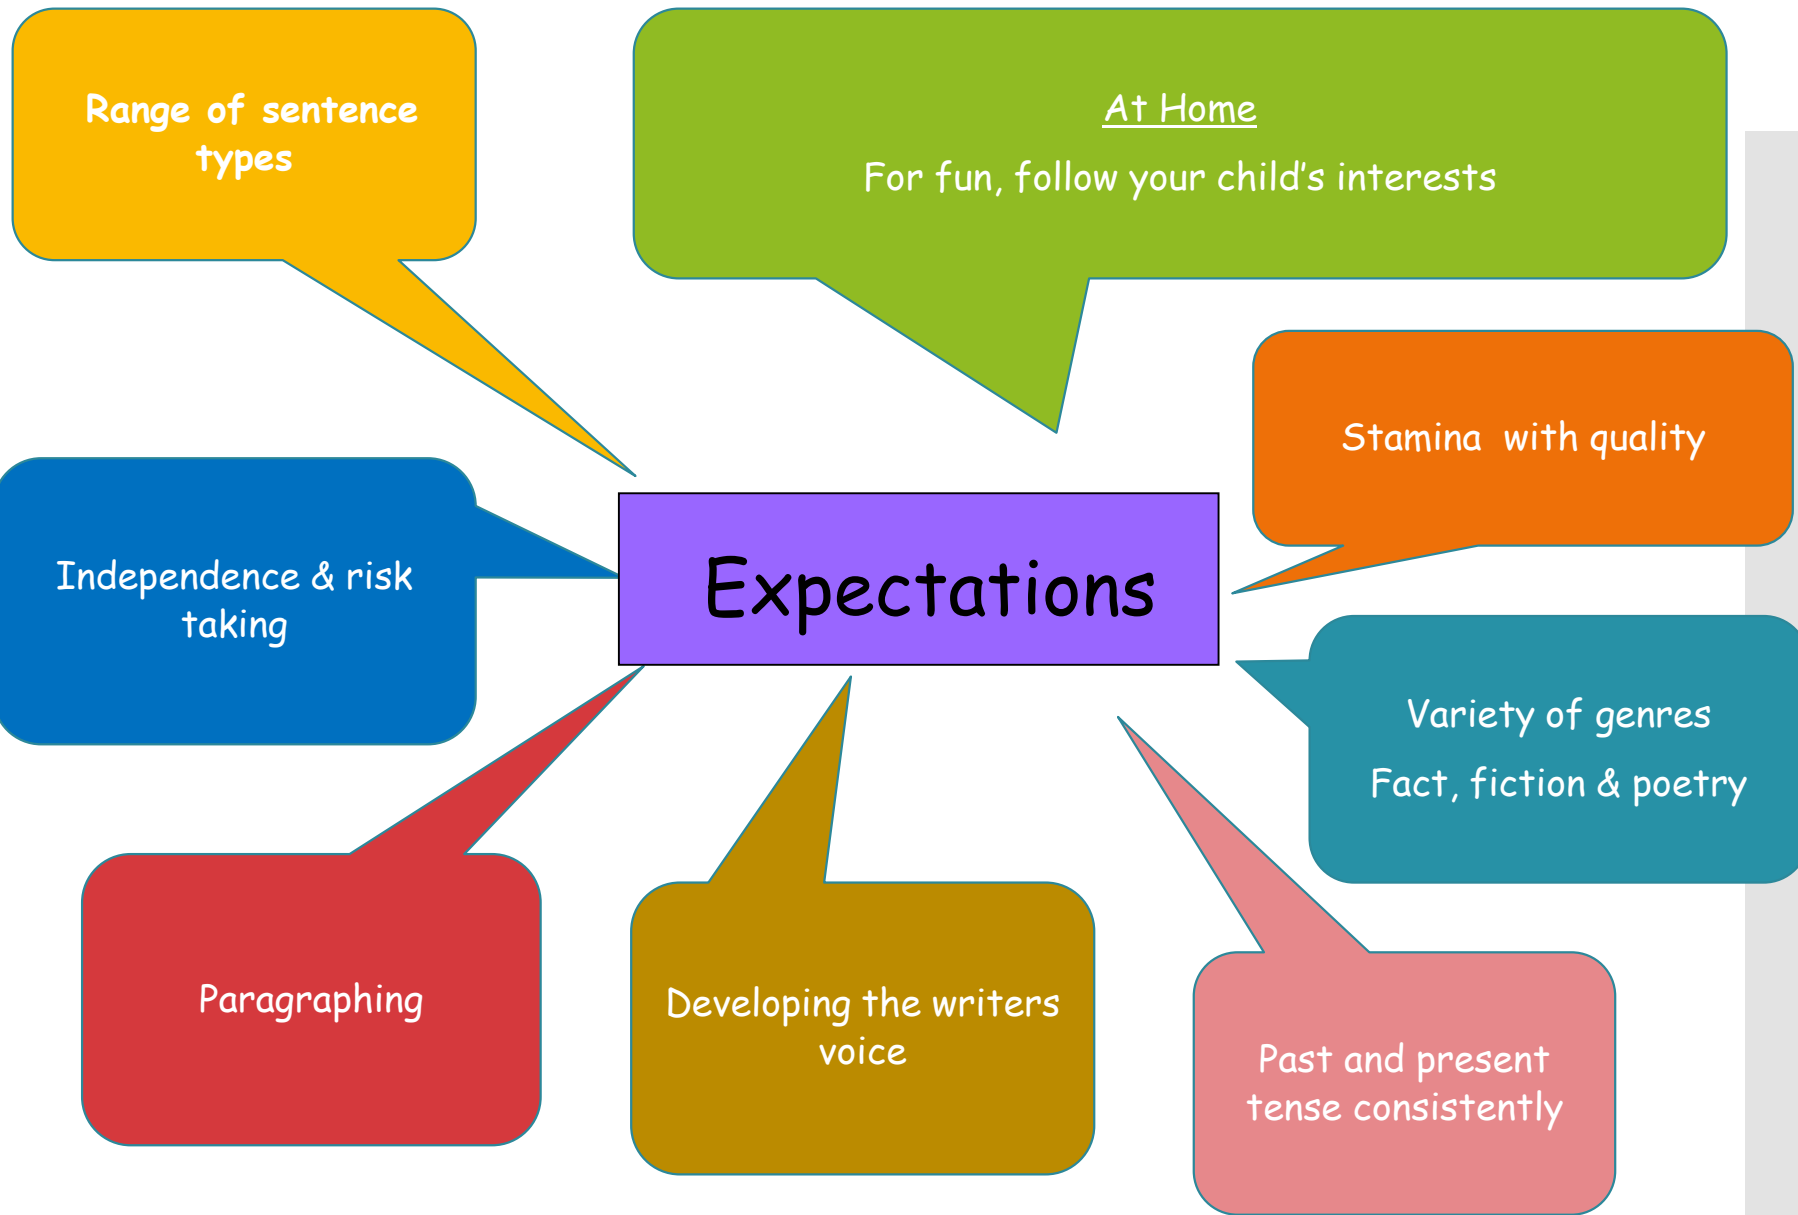 Range of sentence
types
At Home
For fun, follow your child's interests
Stamina  with quality
Independence & risk
taking
Expectations
Variety of genres
Fact, fiction & poetry
Paragraphing
Developing the writers
voice
Past and present
tense consistently